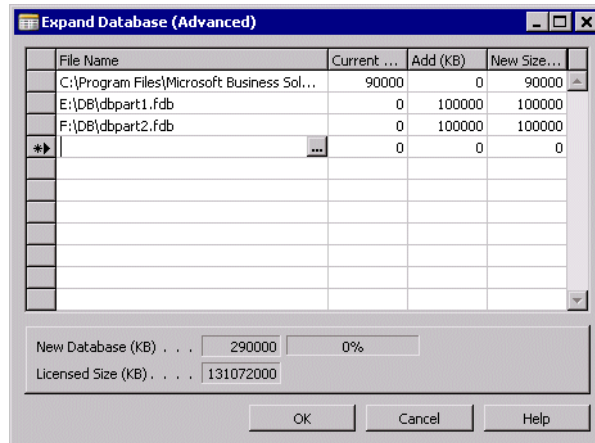 Expand Database (Advanced)
File Name Current ... Add (KB) New Size...
C:\Program Files\Microsoft Business Sol... 90000 0 90000
E:\DB\dbpart1.fdb 0 100000 100000
F:\DB\dbpart2.fdb 0 100000 100000
... 0 0 0
New Database (KB) . . . 290000 0%
Licensed Size (KB) . . . . 131072000
OK Cancel Help